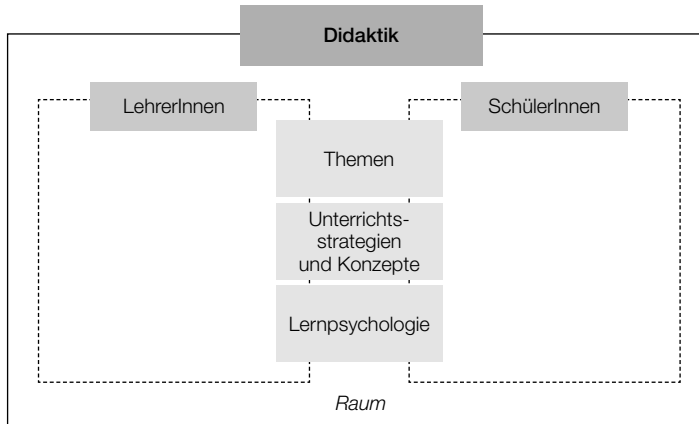 Didaktik
LehrerInnen
SchülerInnen
Themen
Unterrichts-
strategien
und Konzepte
Lernpsychologie
Raum